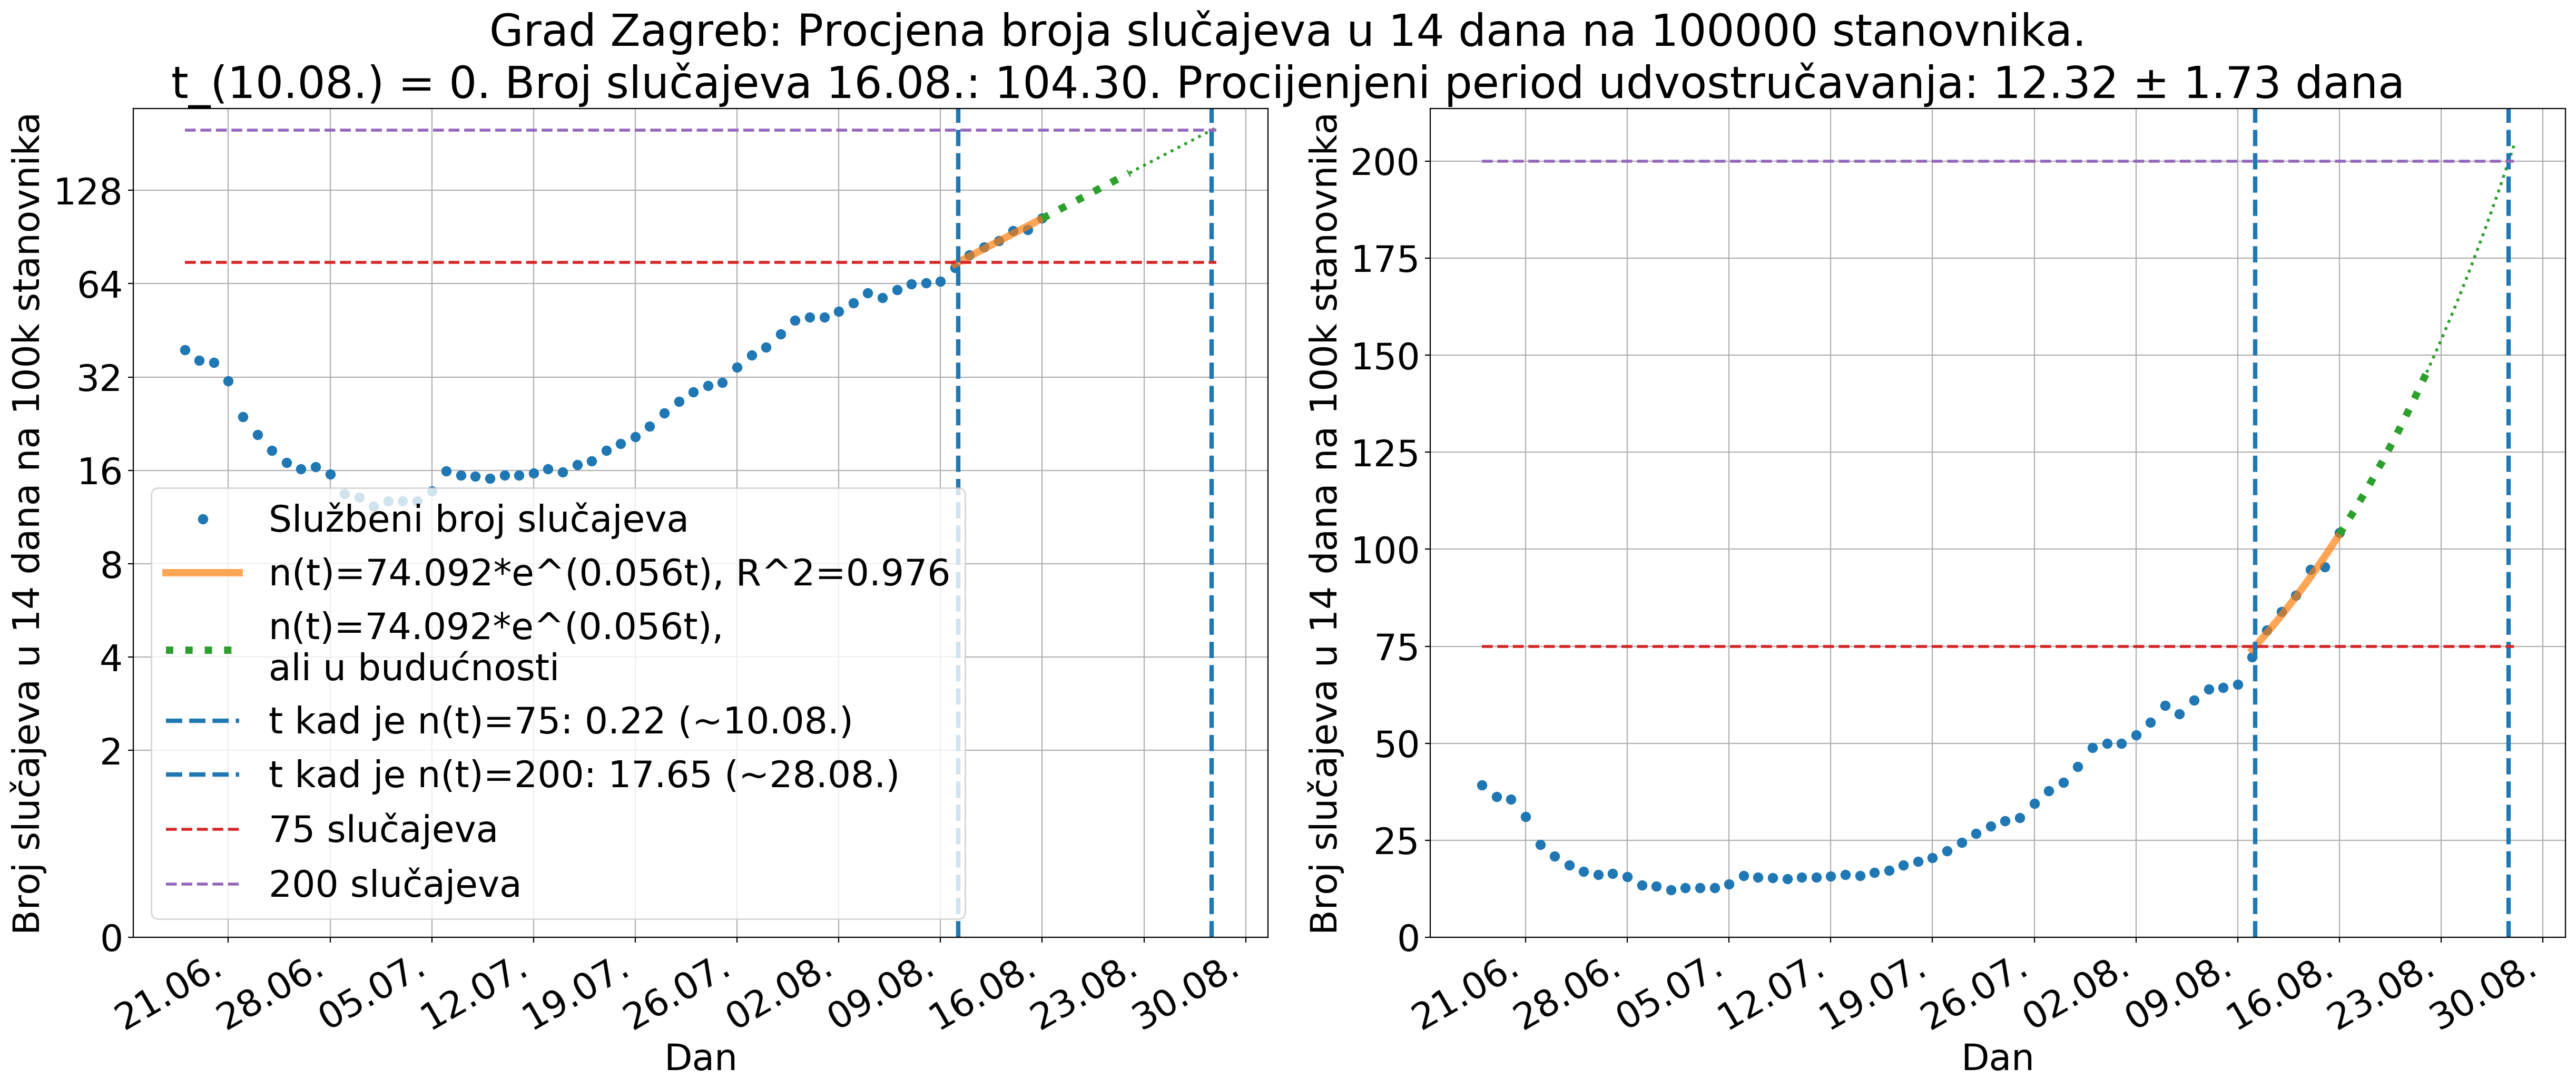 Grad Zagreb: Procjena broja slučajeva u 14 dana na 100000 stanovnika.
t_(10.08.) = 0. Broj slučajeva 16.08.: 104.30. Procijenjeni period udvostručavanja: 12.32 ± 1.73 dana
Broj slučajeva u 14 dana na 100k stanovnika
128
64
32
16
8
4
2
0
Službeni broj slučajeva
n(t)=74.092*e^(0.056t), R^2=0.976
n(t)=74.092*e^(0.056t),
ali u budućnosti
t kad je n(t)=75: 0.22 (~10.08.)
t kad je n(t)=200: 17.65 (~28.08.)
75 slučajeva
200 slučajeva
21.06.
28.06.
05.07.
12.07.
19.07.
26.07.
02.08.
09.08.
16.08.
23.08.
30.08.
Dan
Broj slučajeva u 14 dana na 100k stanovnika
200
175
150
125
100
75
50
25
0
21.06.
28.06.
05.07.
12.07.
19.07.
26.07.
02.08.
09.08.
16.08.
23.08.
30.08.
Dan